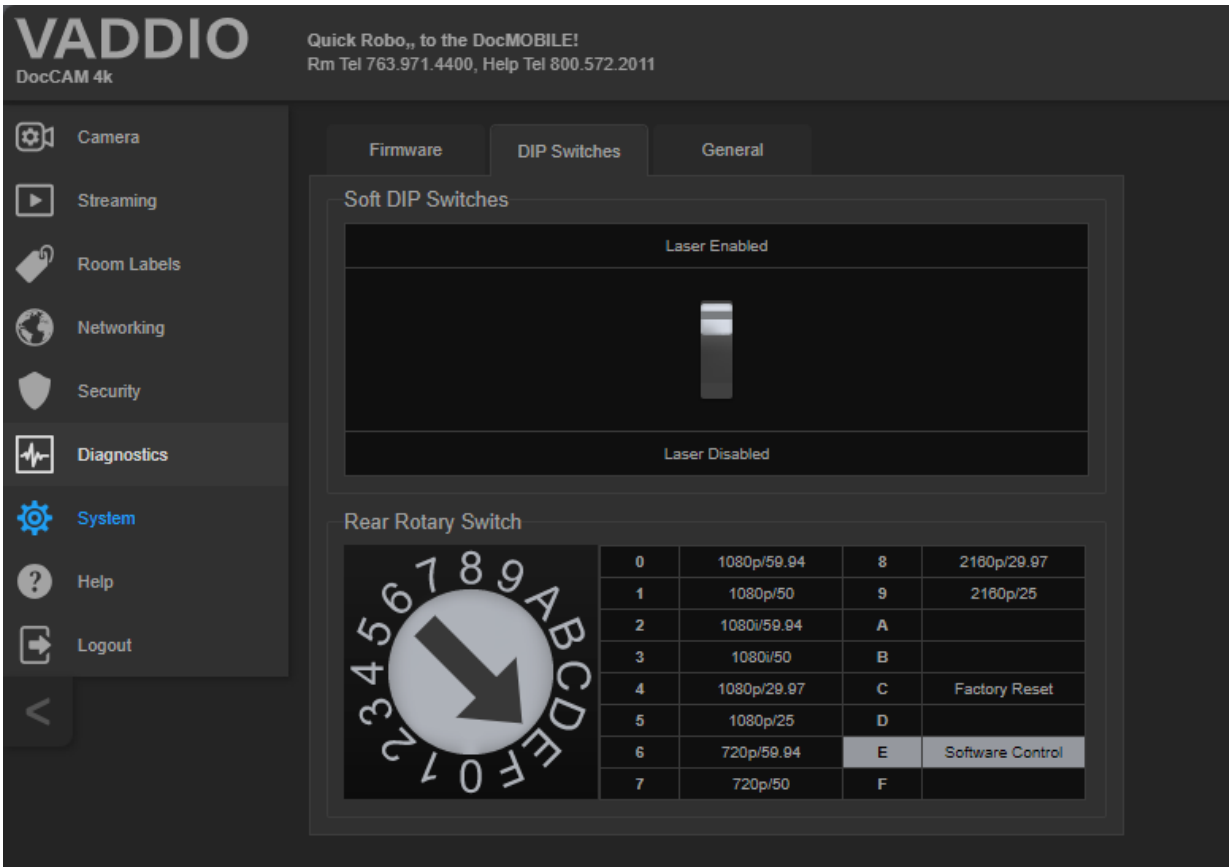 VADDIO
DocCAM 4k
Quick Robo,, to the DocMOBILE!
Rm Tel 763.971.4400, Help Tel 800.572.2011
Camera
Streaming
Room Labels
Networking
Security
Diagnostics
System
Help
Logout
<
Firmware DIP Switches General
Soft DIP Switches
Laser Enabled
Laser Disabled
Rear Rotary Switch
0 1 2 3 4 5 6 7 8 9 A B C D E F
0 1080p/59.94 8 2160p/29.97
1 1080p/50 9 2160p/25
2 1080i/59.94 A
3 1080i/50 B
4 1080p/29.97 C Factory Reset
5 1080p/25 D
6 720p/59.94 E Software Control
7 720p/50 F